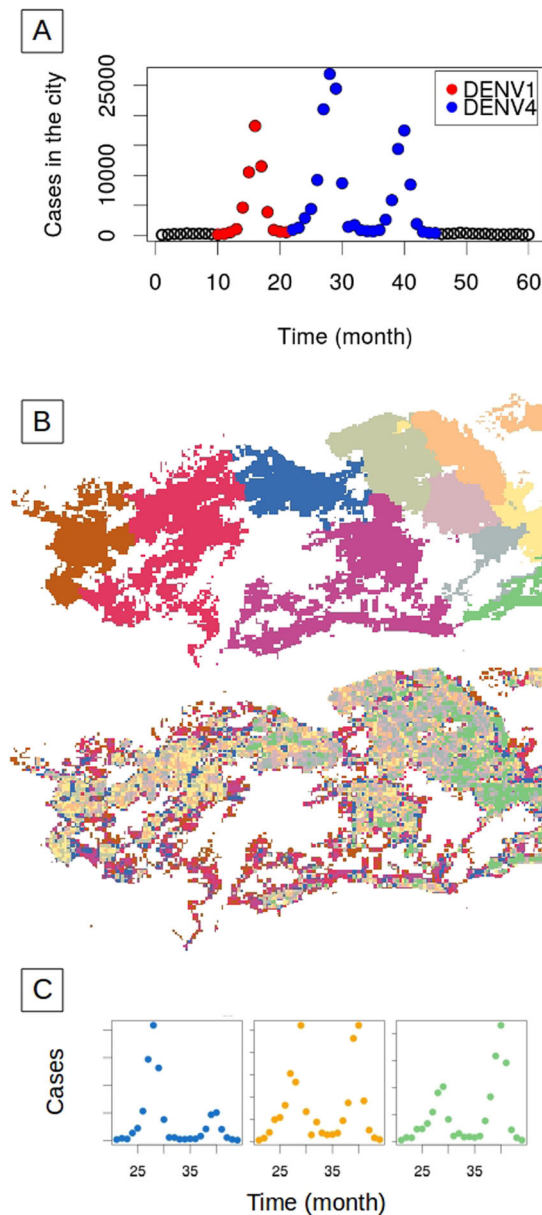 A
Cases in the city
25000
10000
0
DENV1
DENV4
0 10 20 30 40 50 60
Time (month)
B
C
Cases
25 35 25 35 25 35
Time (month)